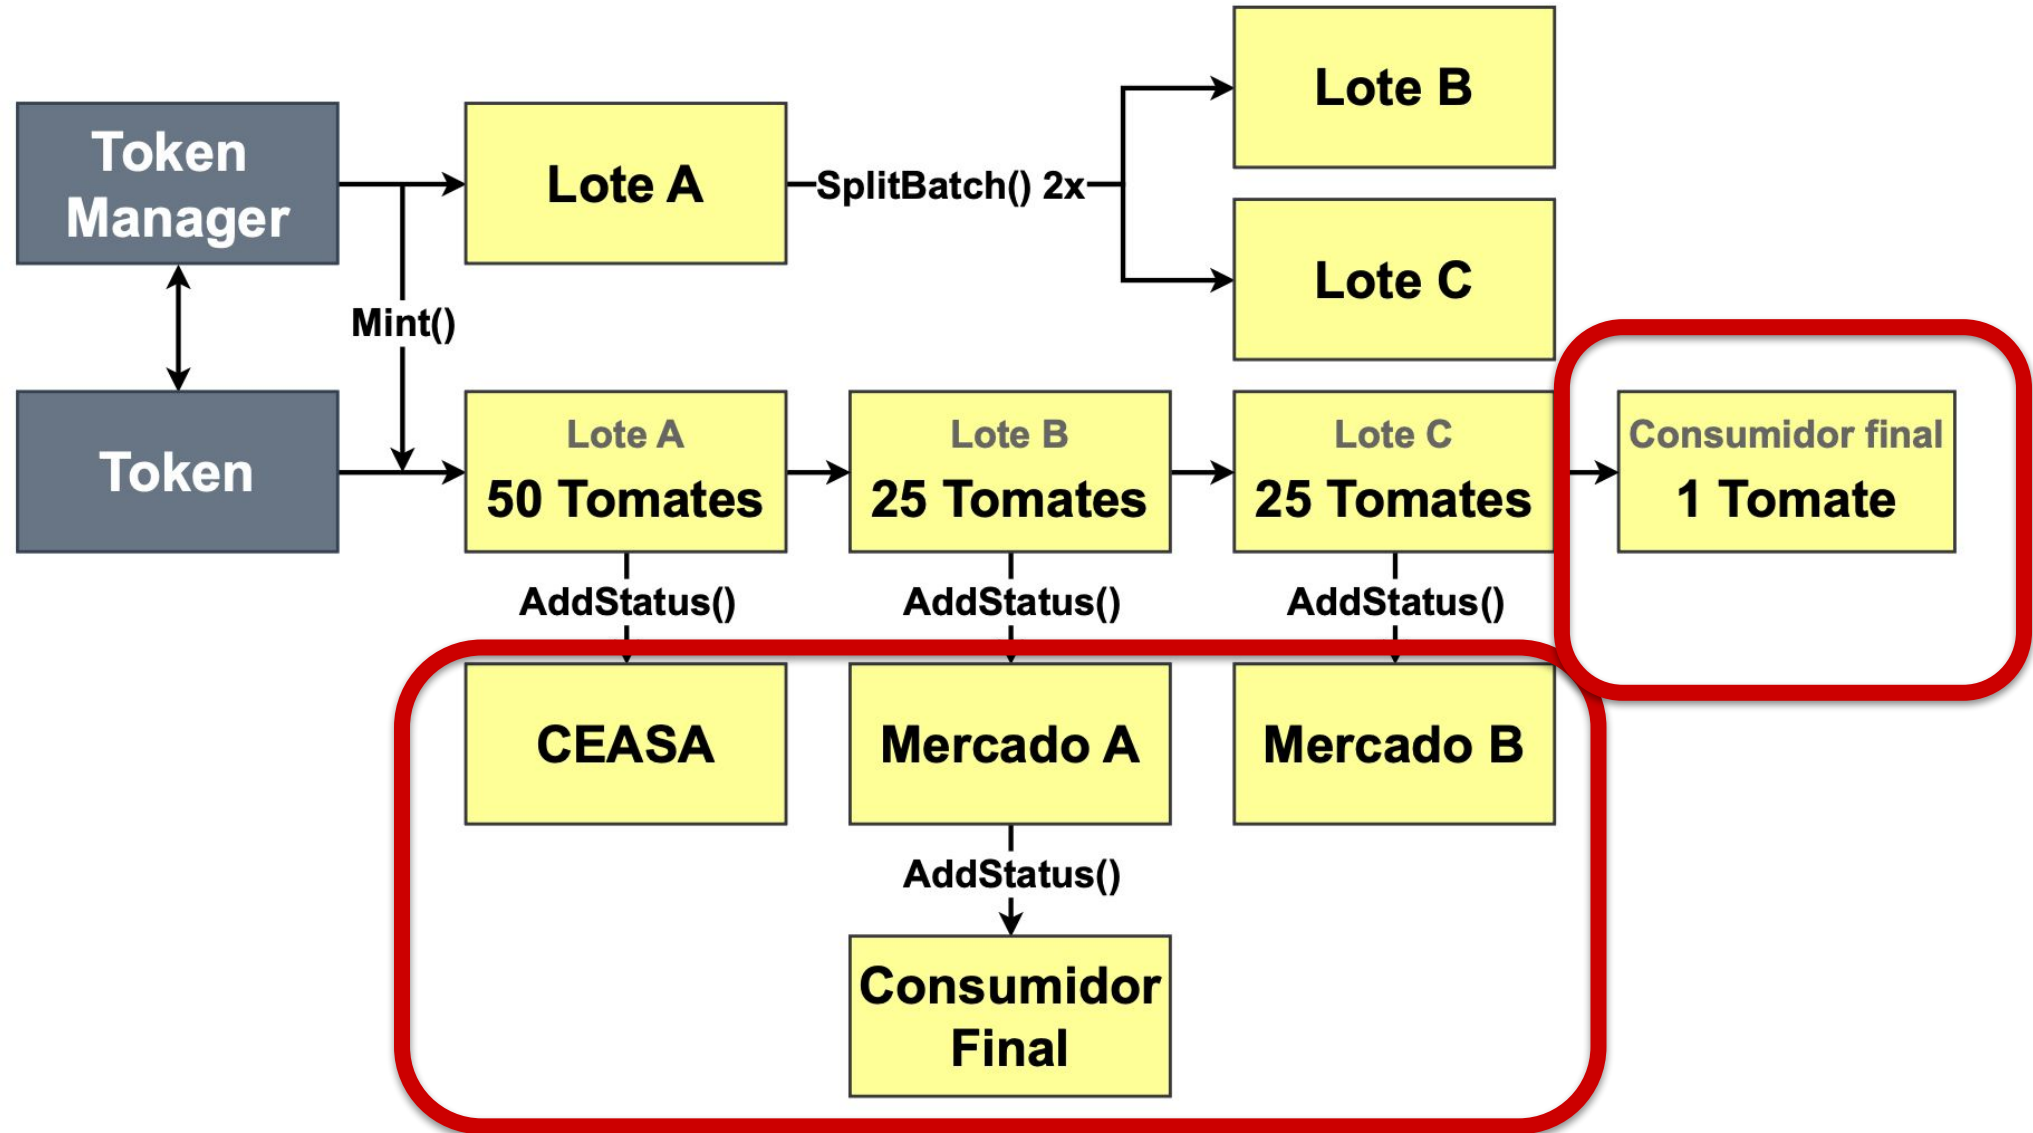 Lote B
Token
Manager
Lote A
SplitBatch() 2x
Lote C
Mint()
Token
Lote A
50 Tomates
Lote B
25 Tomates
Lote C
25 Tomates
Consumidor final
1 Tomate
AddStatus()
AddStatus()
AddStatus()
CEASA
Mercado A
Mercado B
AddStatus()
Consumidor
Final